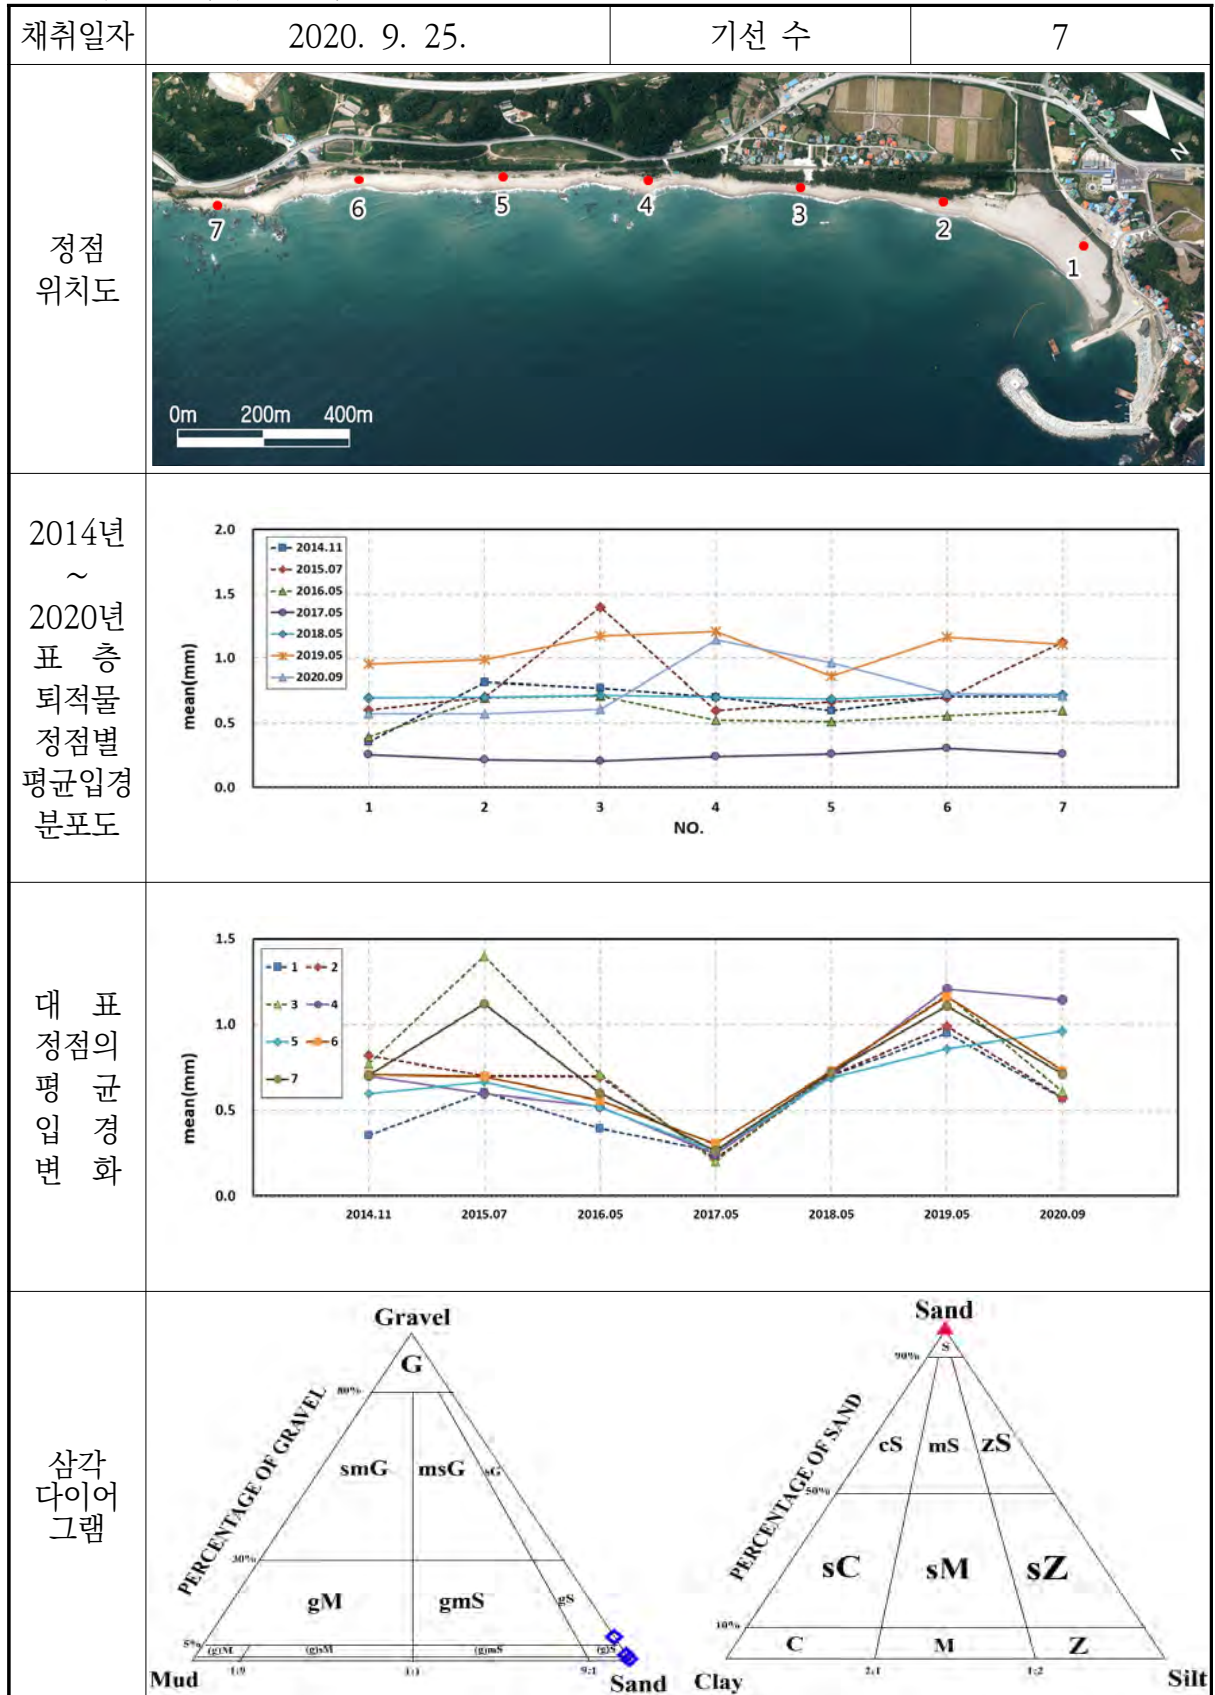 채취일자 2020. 9. 25. 기선 수 7
정점
위치도
N
7 6 5 4 3 2 1
0m 200m 400m
2014년
~
2020년
표 층
퇴적물
정점별
평균입경
분포도
2.0
1.5
1.0
0.5
0.0
mean(mm)
2014.11
2015.07
2016.05
2017.05
2018.05
2019.05
2020.09
1 2 3 4 5 6 7
NO.
대 표
정점의
평 균
입 경
변 화
1.5
1.0
0.5
0.0
mean(mm)
1 2
3 4
5 6
7
2014.11 2015.07 2016.05 2017.05 2018.05 2019.05 2020.09
삼각
다이어
그램
Gravel
G
80%
PERCENTAGE OF GRAVEL
smG msG sG
30%
gM gmS gS
5%
(g)M (g)sM (g)mS (g)S
Mud 1:9 1:1 9:1 Sand
Sand
S
90%
PERCENTAGE OF SAND
cS mS zS
50%
sC sM sZ
10%
C M Z
Clay 2:1 1:2 Silt